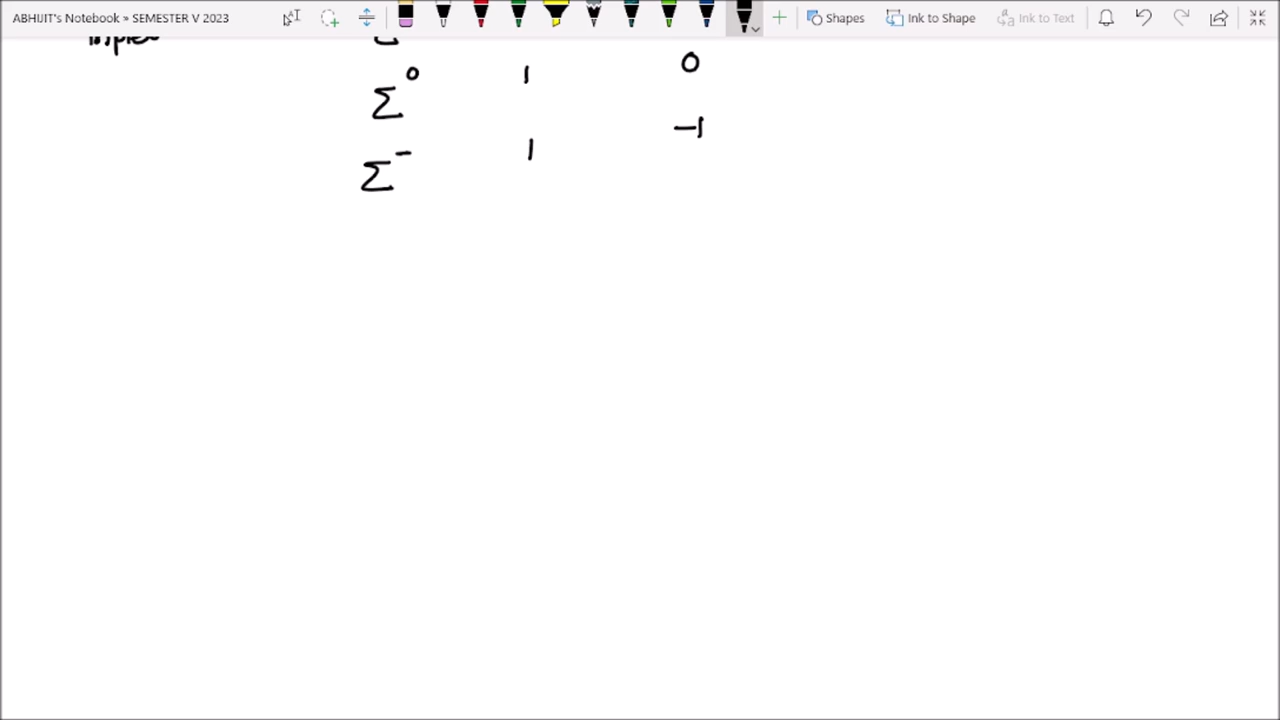 ABHIJIT's Notebook » SEMESTER V 2023 Shapes Ink to Shape Ink to Text
Σ⁰ 1 0
Σ⁻ 1 -1